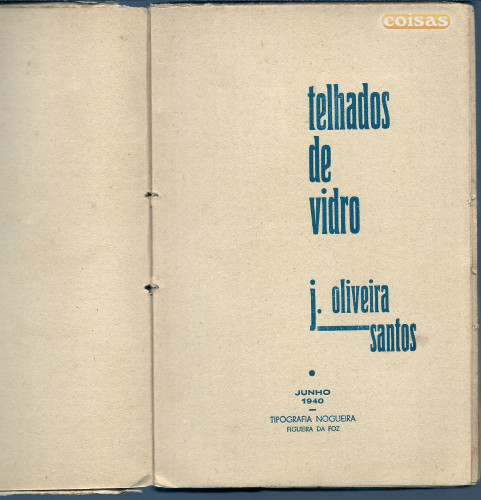 coisas
telhados
de
vidro
j. oliveira
santos
JUNHO
1940
TIPOGRAFIA NOGUEIRA
FIGUEIRA DA FOZ